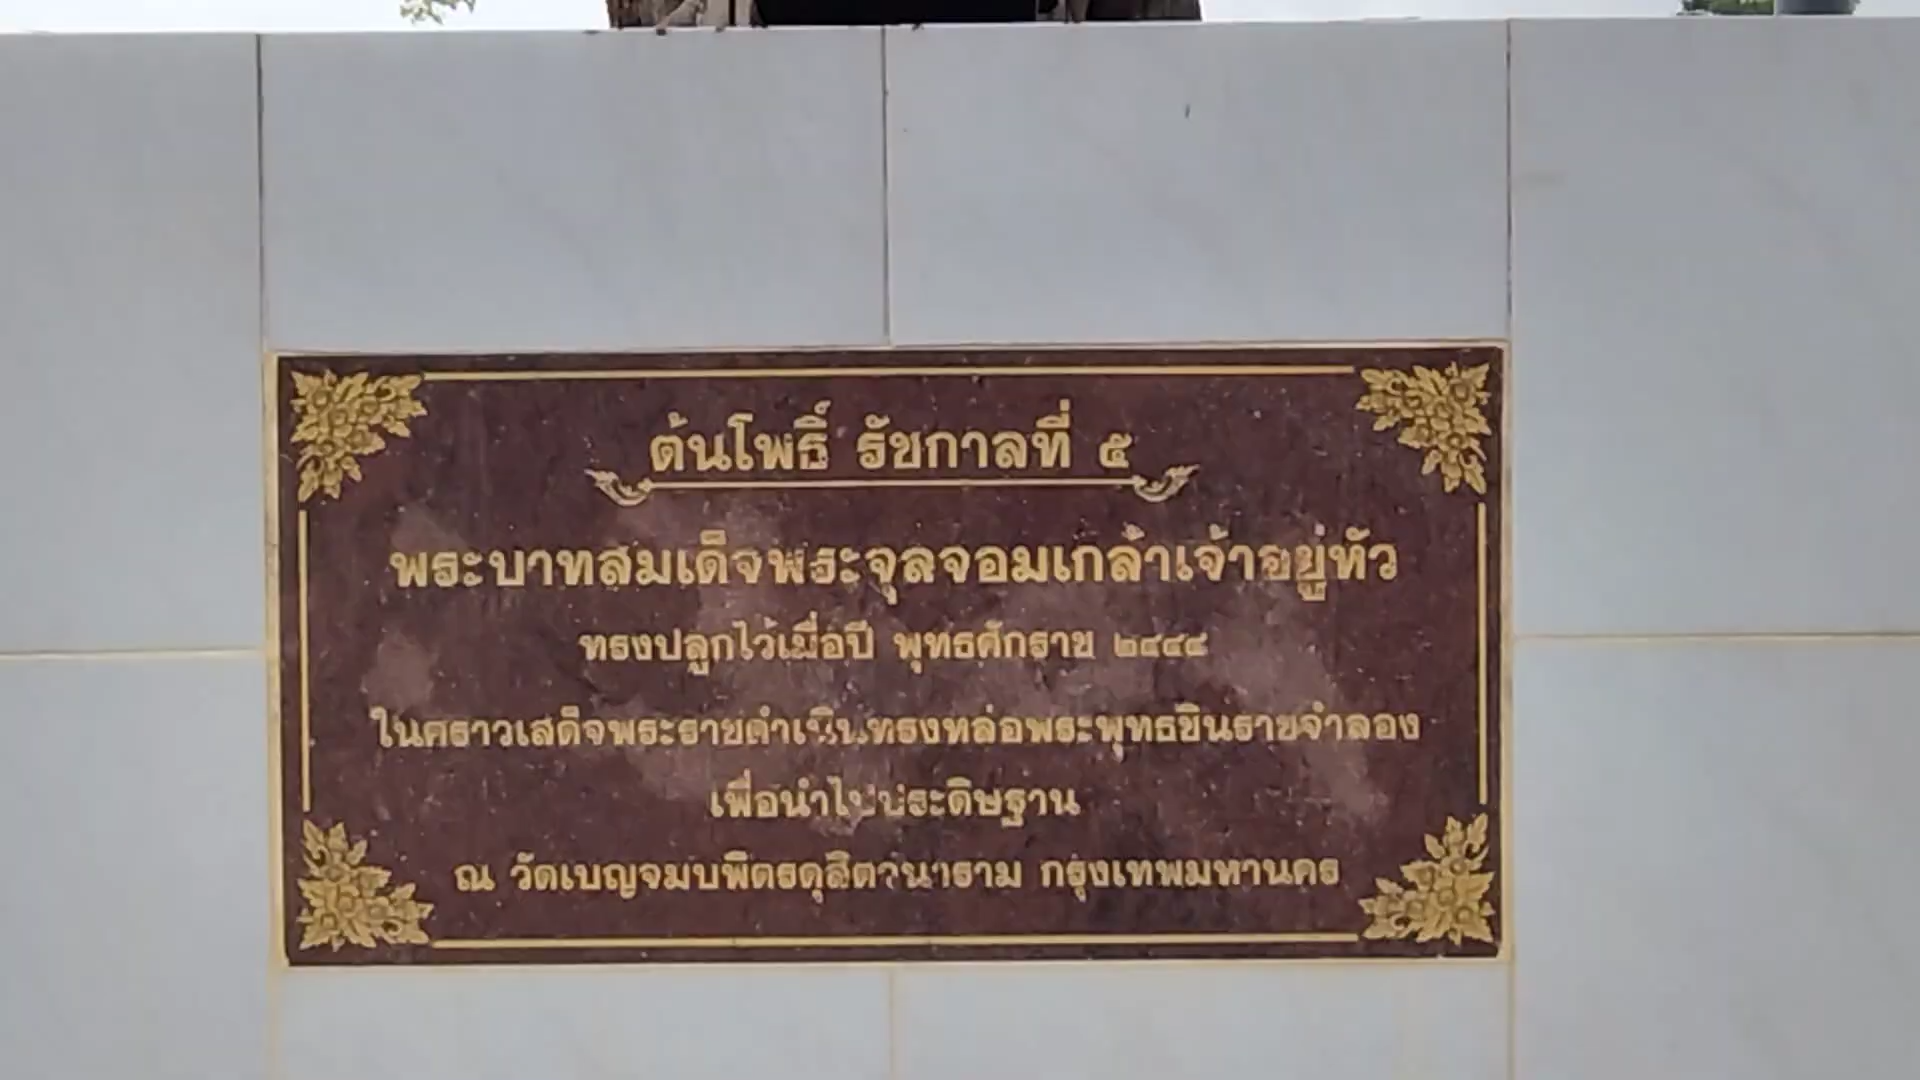 ต้นโพธิ์ รัชกาลที่ ๕
พระบาทสมเด็จพระจุลจอมเกล้าเจ้าอยู่หัว
ทรงปลูกไว้เมื่อปี พุทธศักราช ๒๔๔๔
ในคราวเสด็จพระราชดำเนินทรงหล่อพระพุทธชินราชจำลอง
เพื่อนำไปประดิษฐาน
ณ วัดเบญจมบพิตรดุสิตวนาราม กรุงเทพมหานคร